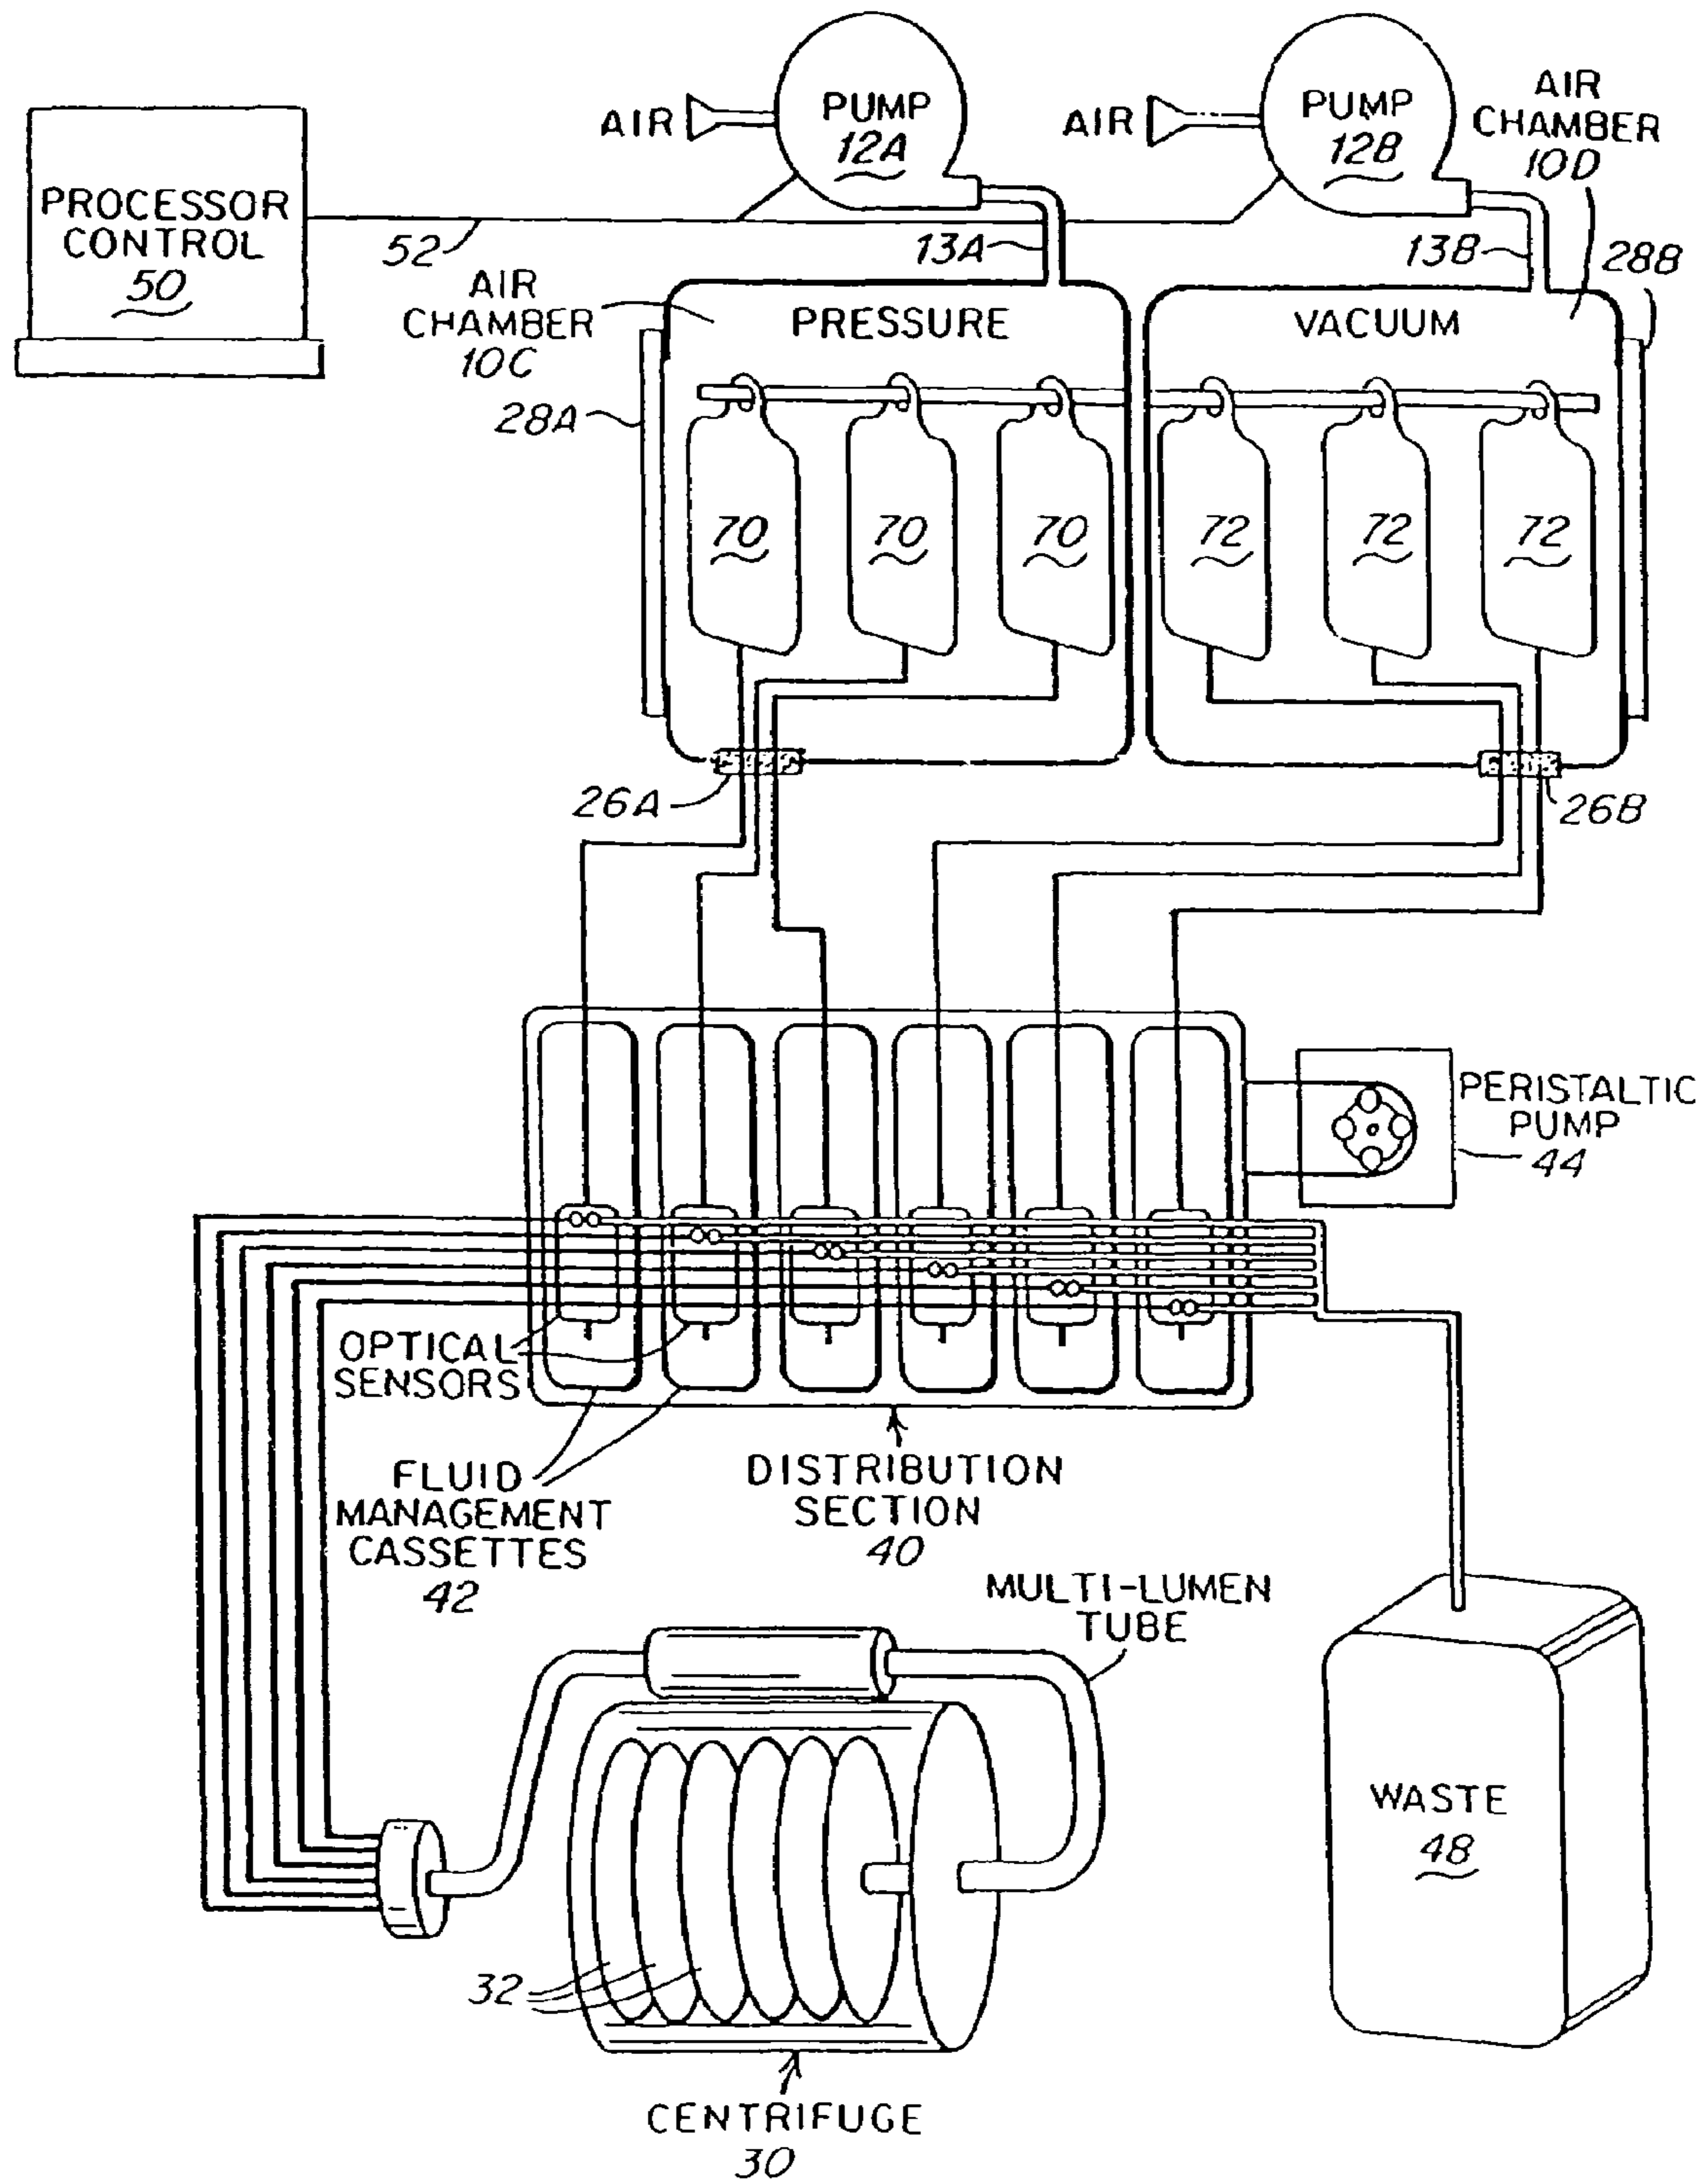 PUMP
12A
AIR
PUMP
12B
AIR
AIR
CHAMBER
10D
PROCESSOR
CONTROL
50
52
13A
13B
28B
AIR
CHAMBER
10C
PRESSURE
VACUUM
28A
70
70
70
72
72
72
26A
26B
PERISTALTIC
PUMP
44
OPTICAL
SENSORS
FLUID
MANAGEMENT
CASSETTES
42
DISTRIBUTION
SECTION
40
MULTI-LUMEN
TUBE
WASTE
48
32
CENTRIFUGE
30